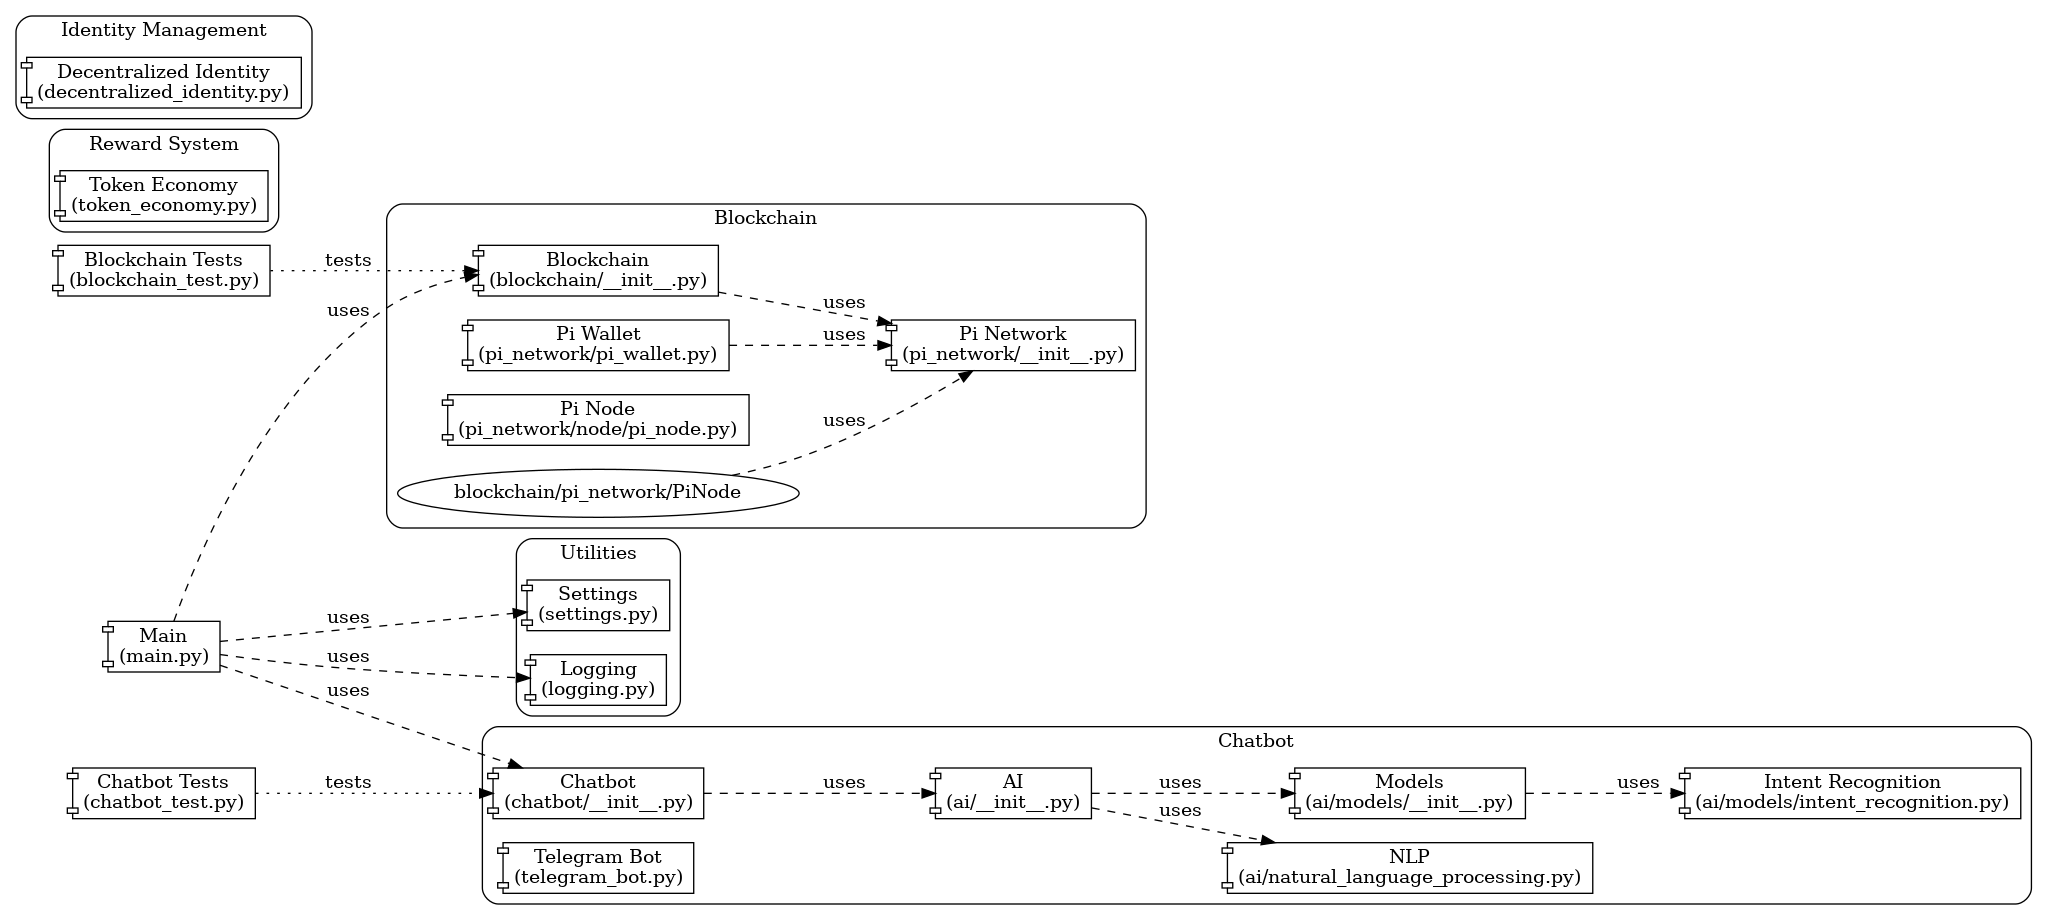 Identity Management
Decentralized Identity
(decentralized_identity.py)
Reward System
Token Economy
(token_economy.py)
Blockchain
Blockchain Tests
(blockchain_test.py)
tests
Blockchain
(blockchain/__init__.py)
uses
uses
Pi Wallet
(pi_network/pi_wallet.py)
uses
Pi Network
(pi_network/__init__.py)
Pi Node
(pi_network/node/pi_node.py)
uses
blockchain/pi_network/PiNode
Utilities
Settings
(settings.py)
uses
Main
(main.py)
uses
Logging
(logging.py)
uses
Chatbot
Chatbot Tests
(chatbot_test.py)
tests
Chatbot
(chatbot/__init__.py)
uses
AI
(ai/__init__.py)
uses
Models
(ai/models/__init__.py)
uses
Intent Recognition
(ai/models/intent_recognition.py)
uses
Telegram Bot
(telegram_bot.py)
NLP
(ai/natural_language_processing.py)